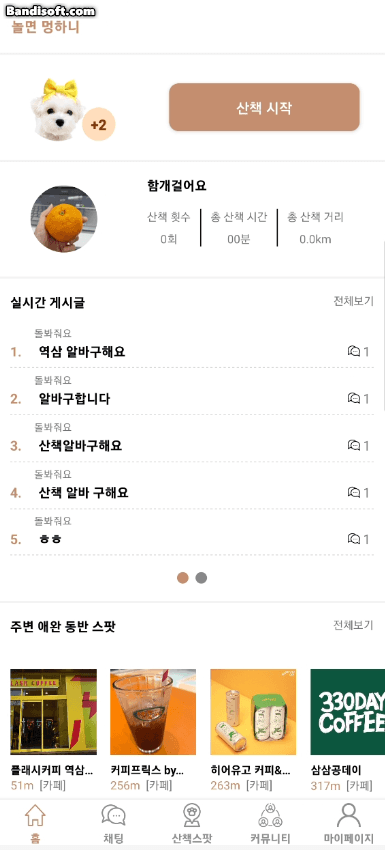 Bandisoft.com
놀면 멍하니
+2
산책 시작
함개걸어요
산책 횟수 총 산책 시간 총 산책 거리
0회 00분 0.0km
실시간 게시글 전체보기
돌봐줘요
1. 역삼 알바구해요 1
돌봐줘요
2. 알바구합니다 1
돌봐줘요
3. 산책알바구해요 1
돌봐줘요
4. 산책 알바 구해요 1
돌봐줘요
5. ㅎㅎ 1
주변 애완 동반 스팟 전체보기
330DAY
COFFEE
플래시커피 역삼... 커피프릭스 by... 히어유고 커피&... 삼삼공데이
51m [카페] 256m [카페] 263m [카페] 317m [카페]
홈 채팅 산책스팟 커뮤니티 마이페이지